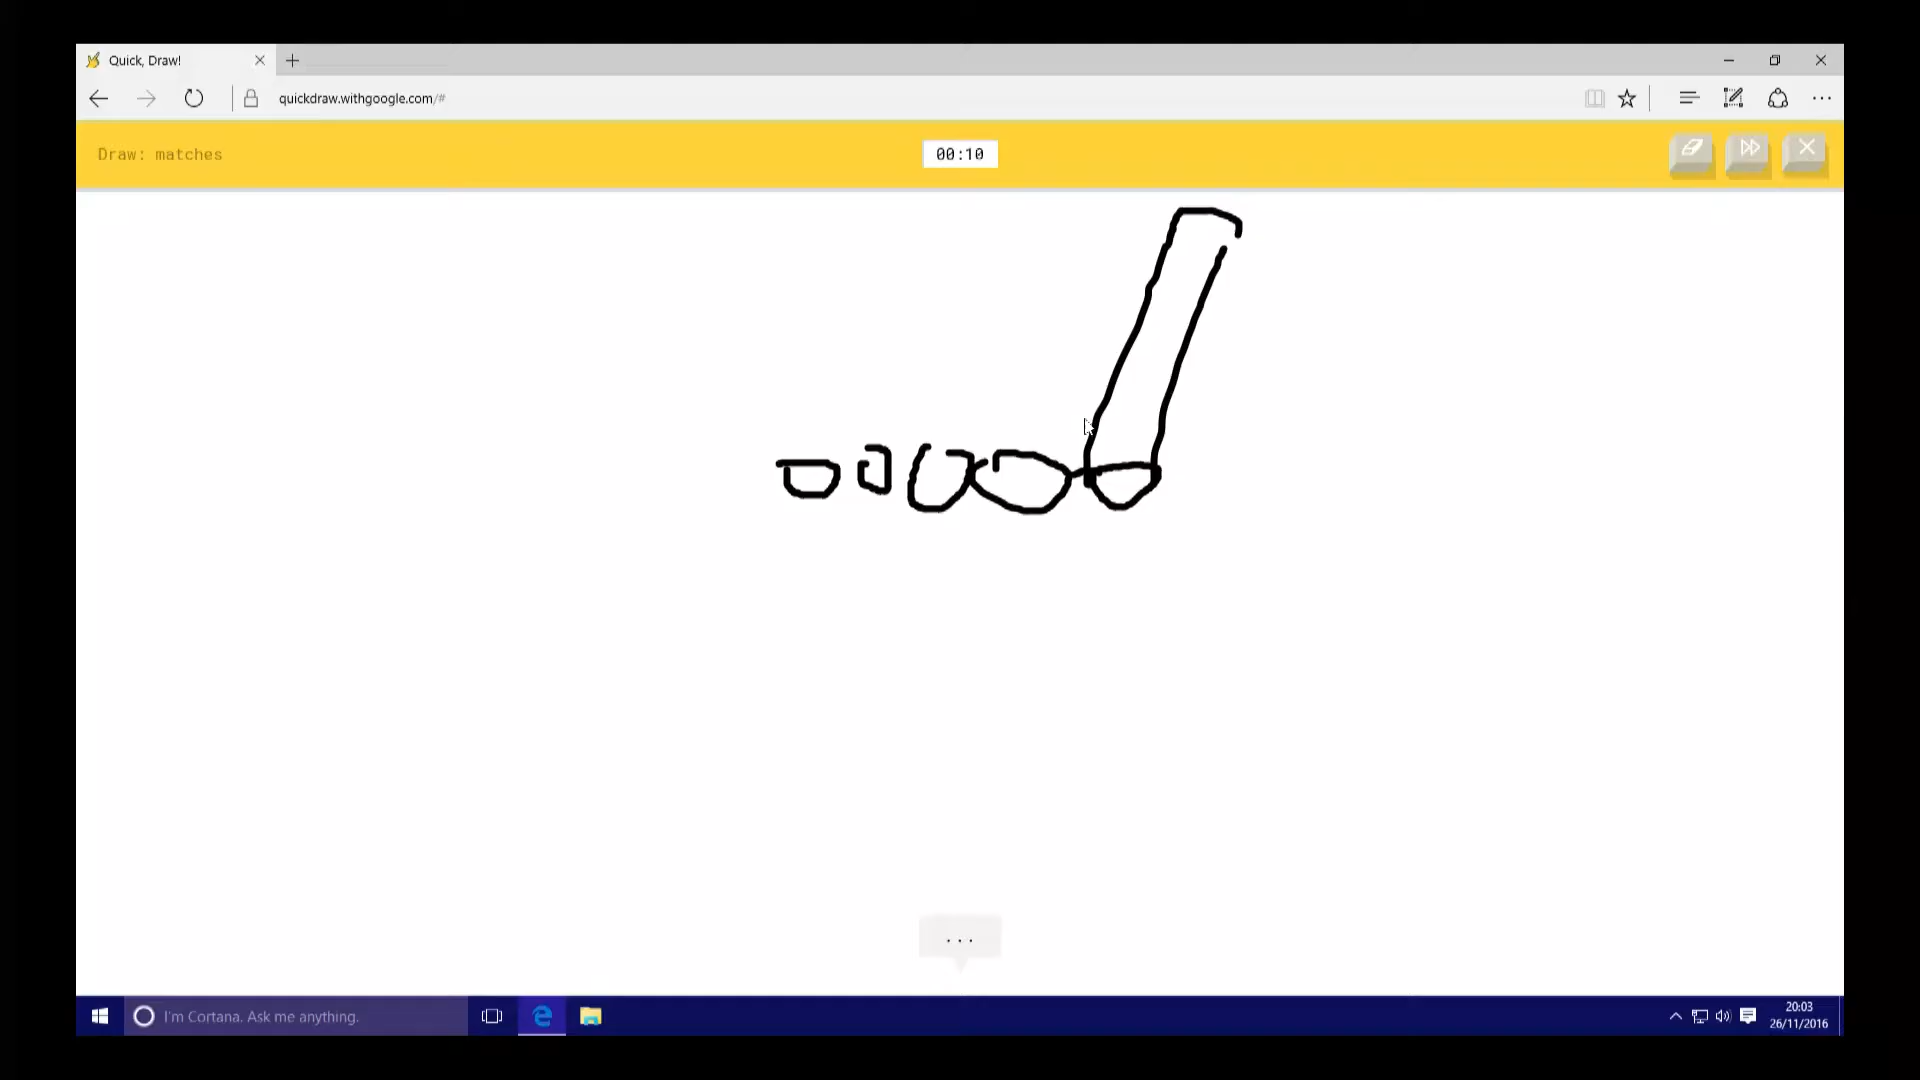 Quick, Draw!
quickdraw.withgoogle.com/#
Draw: matches
00:10
...
I'm Cortana. Ask me anything.
20:03
26/11/2016